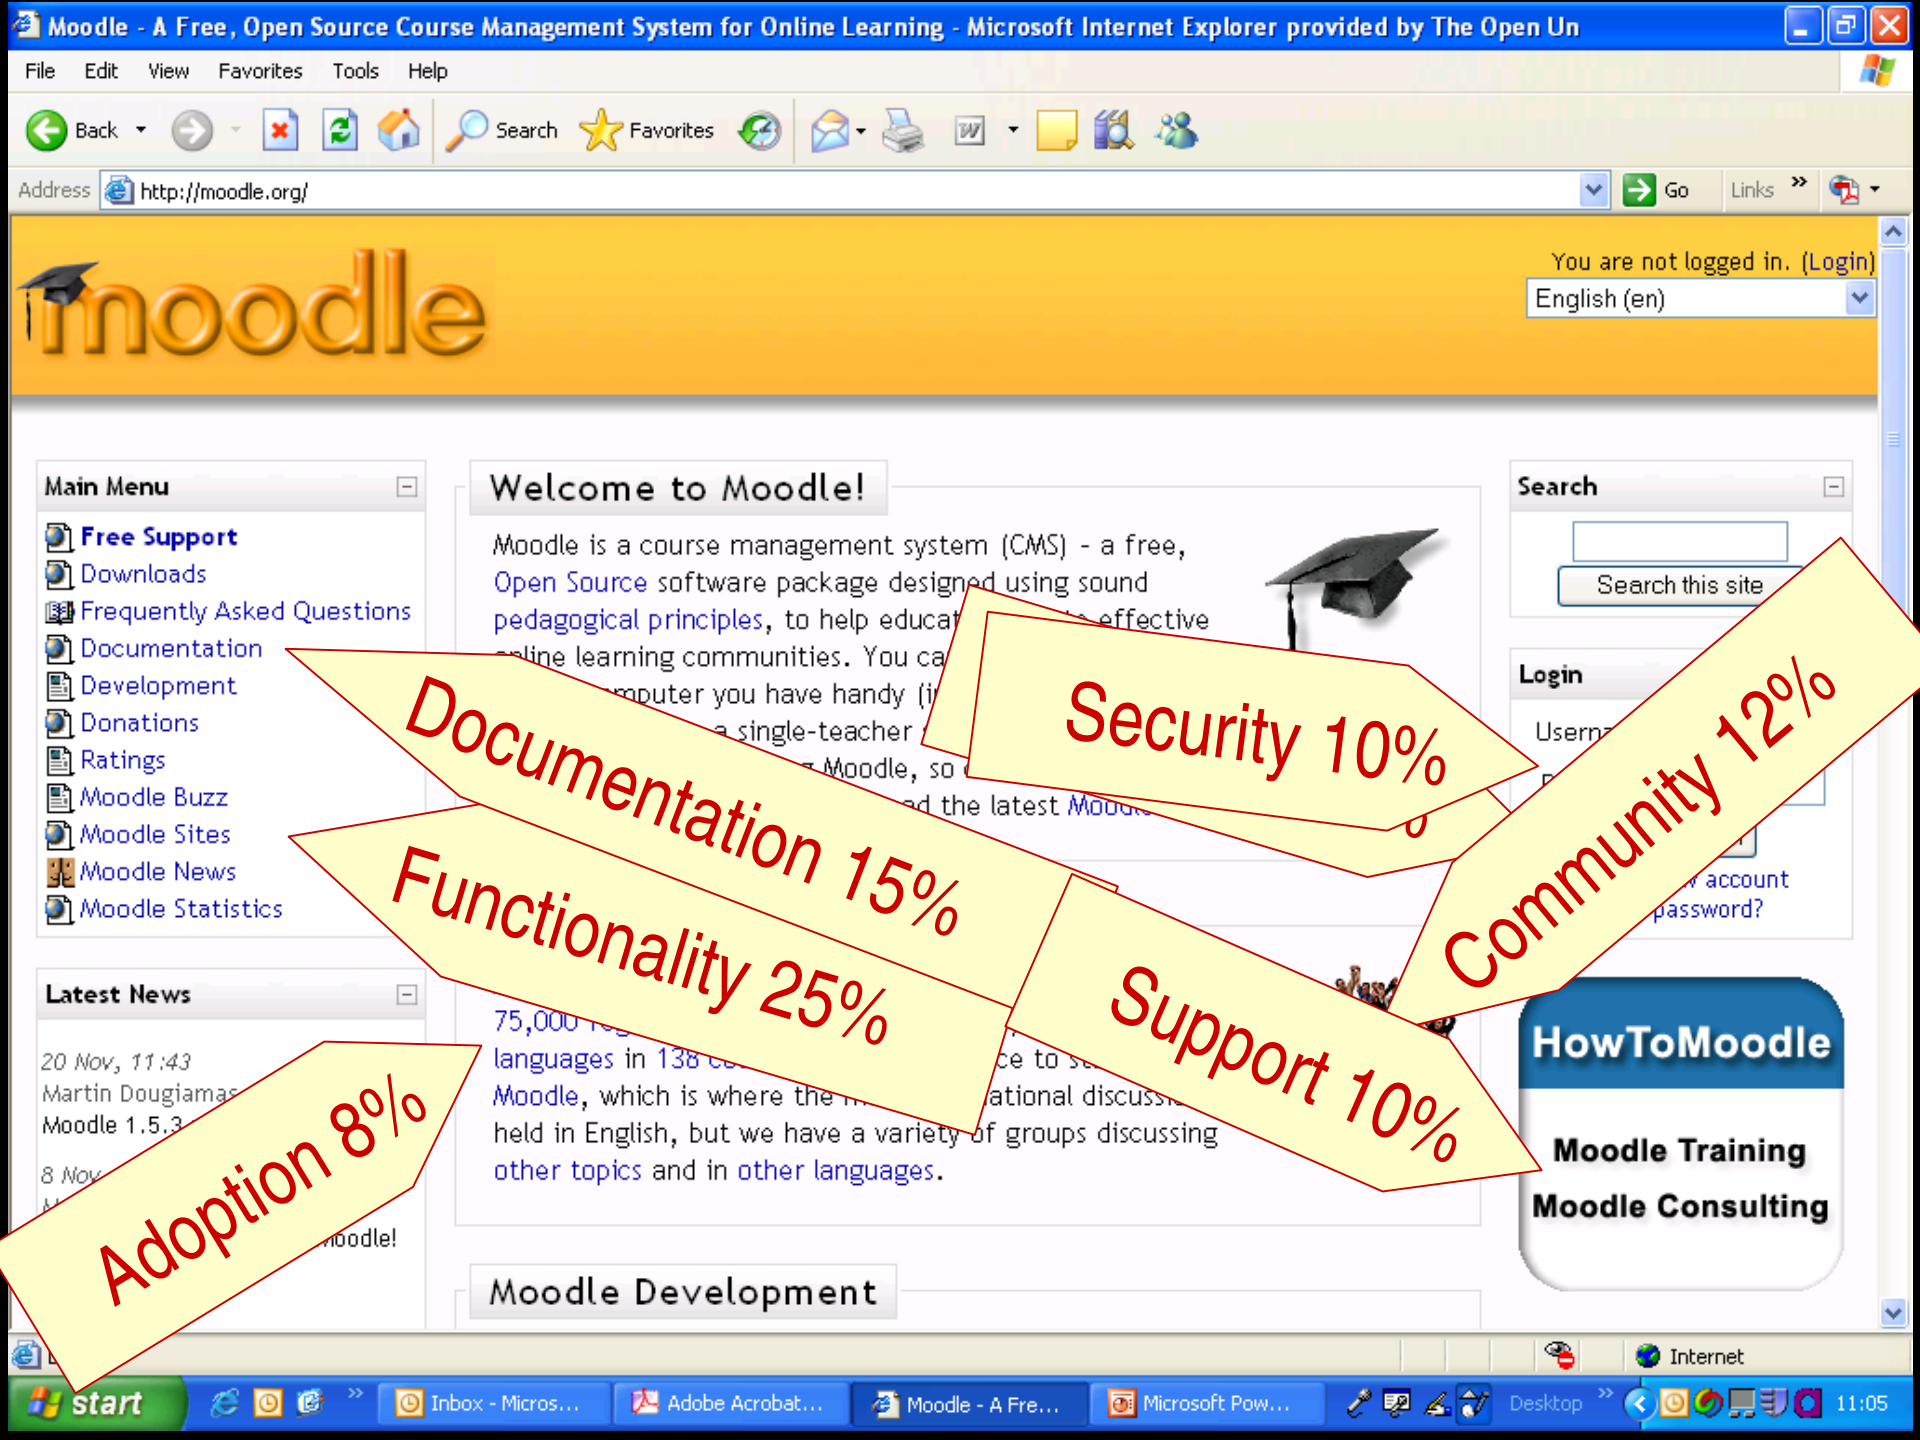 Moodle - A Free, Open Source Course Management System for Online Learning - Microsoft Internet Explorer provided by The Open Un
File Edit View Favorites Tools Help
Back Search Favorites
Address http://moodle.org/ Go Links
moodle
You are not logged in. (Login)
English (en)
Main Menu
Free Support
Downloads
Frequently Asked Questions
Documentation
Development
Donations
Ratings
Moodle Buzz
Moodle Sites
Moodle News
Moodle Statistics
Latest News
20 Nov, 11:43
Martin Dougiamas
Moodle 1.5.3
8 Nov
Moodle!
Welcome to Moodle!
Moodle is a course management system (CMS) - a free,
Open Source software package designed using sound
pedagogical principles, to help effective
online learning communities. You
computer you have handy
a single-teacher
Moodle, so
the latest Moodle
Documentation 15%
Functionality 25%
Security 10%
%
Community 12%
Support 10%
Adoption 8%
75,000
languages in 138 to
Moodle, which is where the
held in English, but we have a variety of groups discussing
other topics and in other languages.
Moodle Development
Search
Search this site
Login
account
password?
HowToMoodle
Moodle Training
Moodle Consulting
Internet
start Inbox - Micros... Adobe Acrobat... Moodle - A Fre... Microsoft Pow... Desktop 11:05